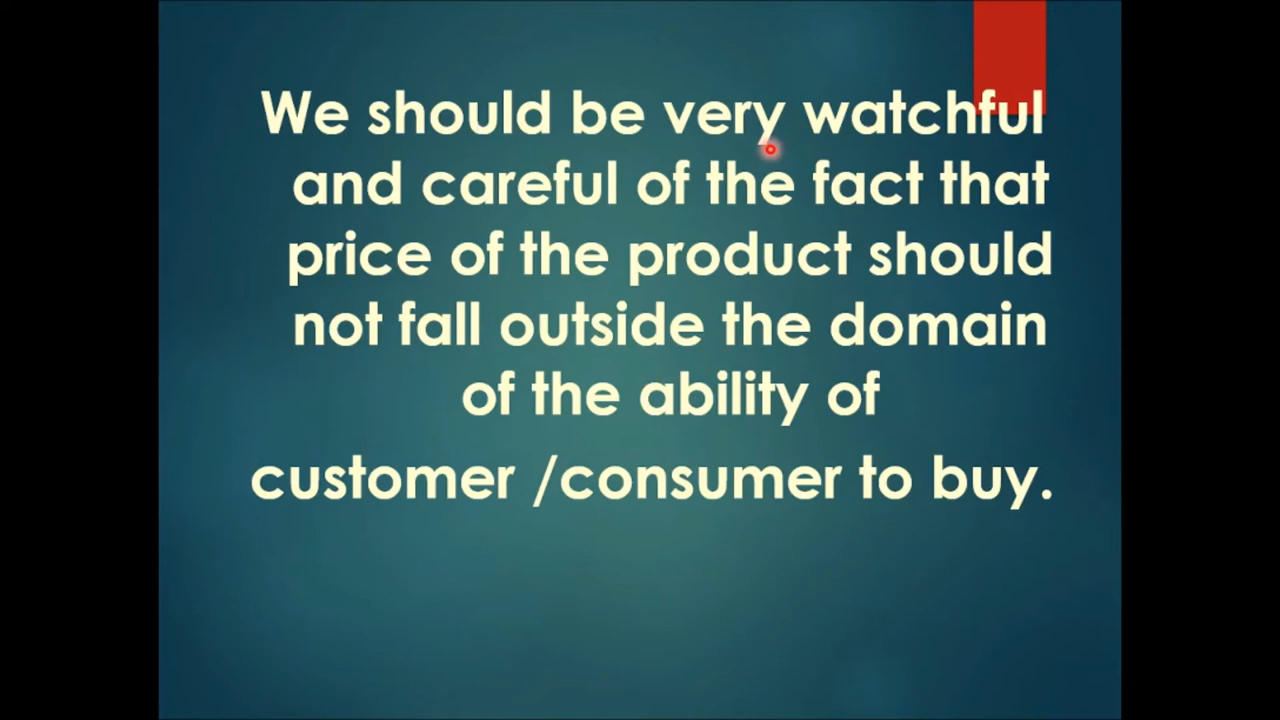 We should be very watchful
and careful of the fact that
price of the product should
not fall outside the domain
of the ability of
customer /consumer to buy.